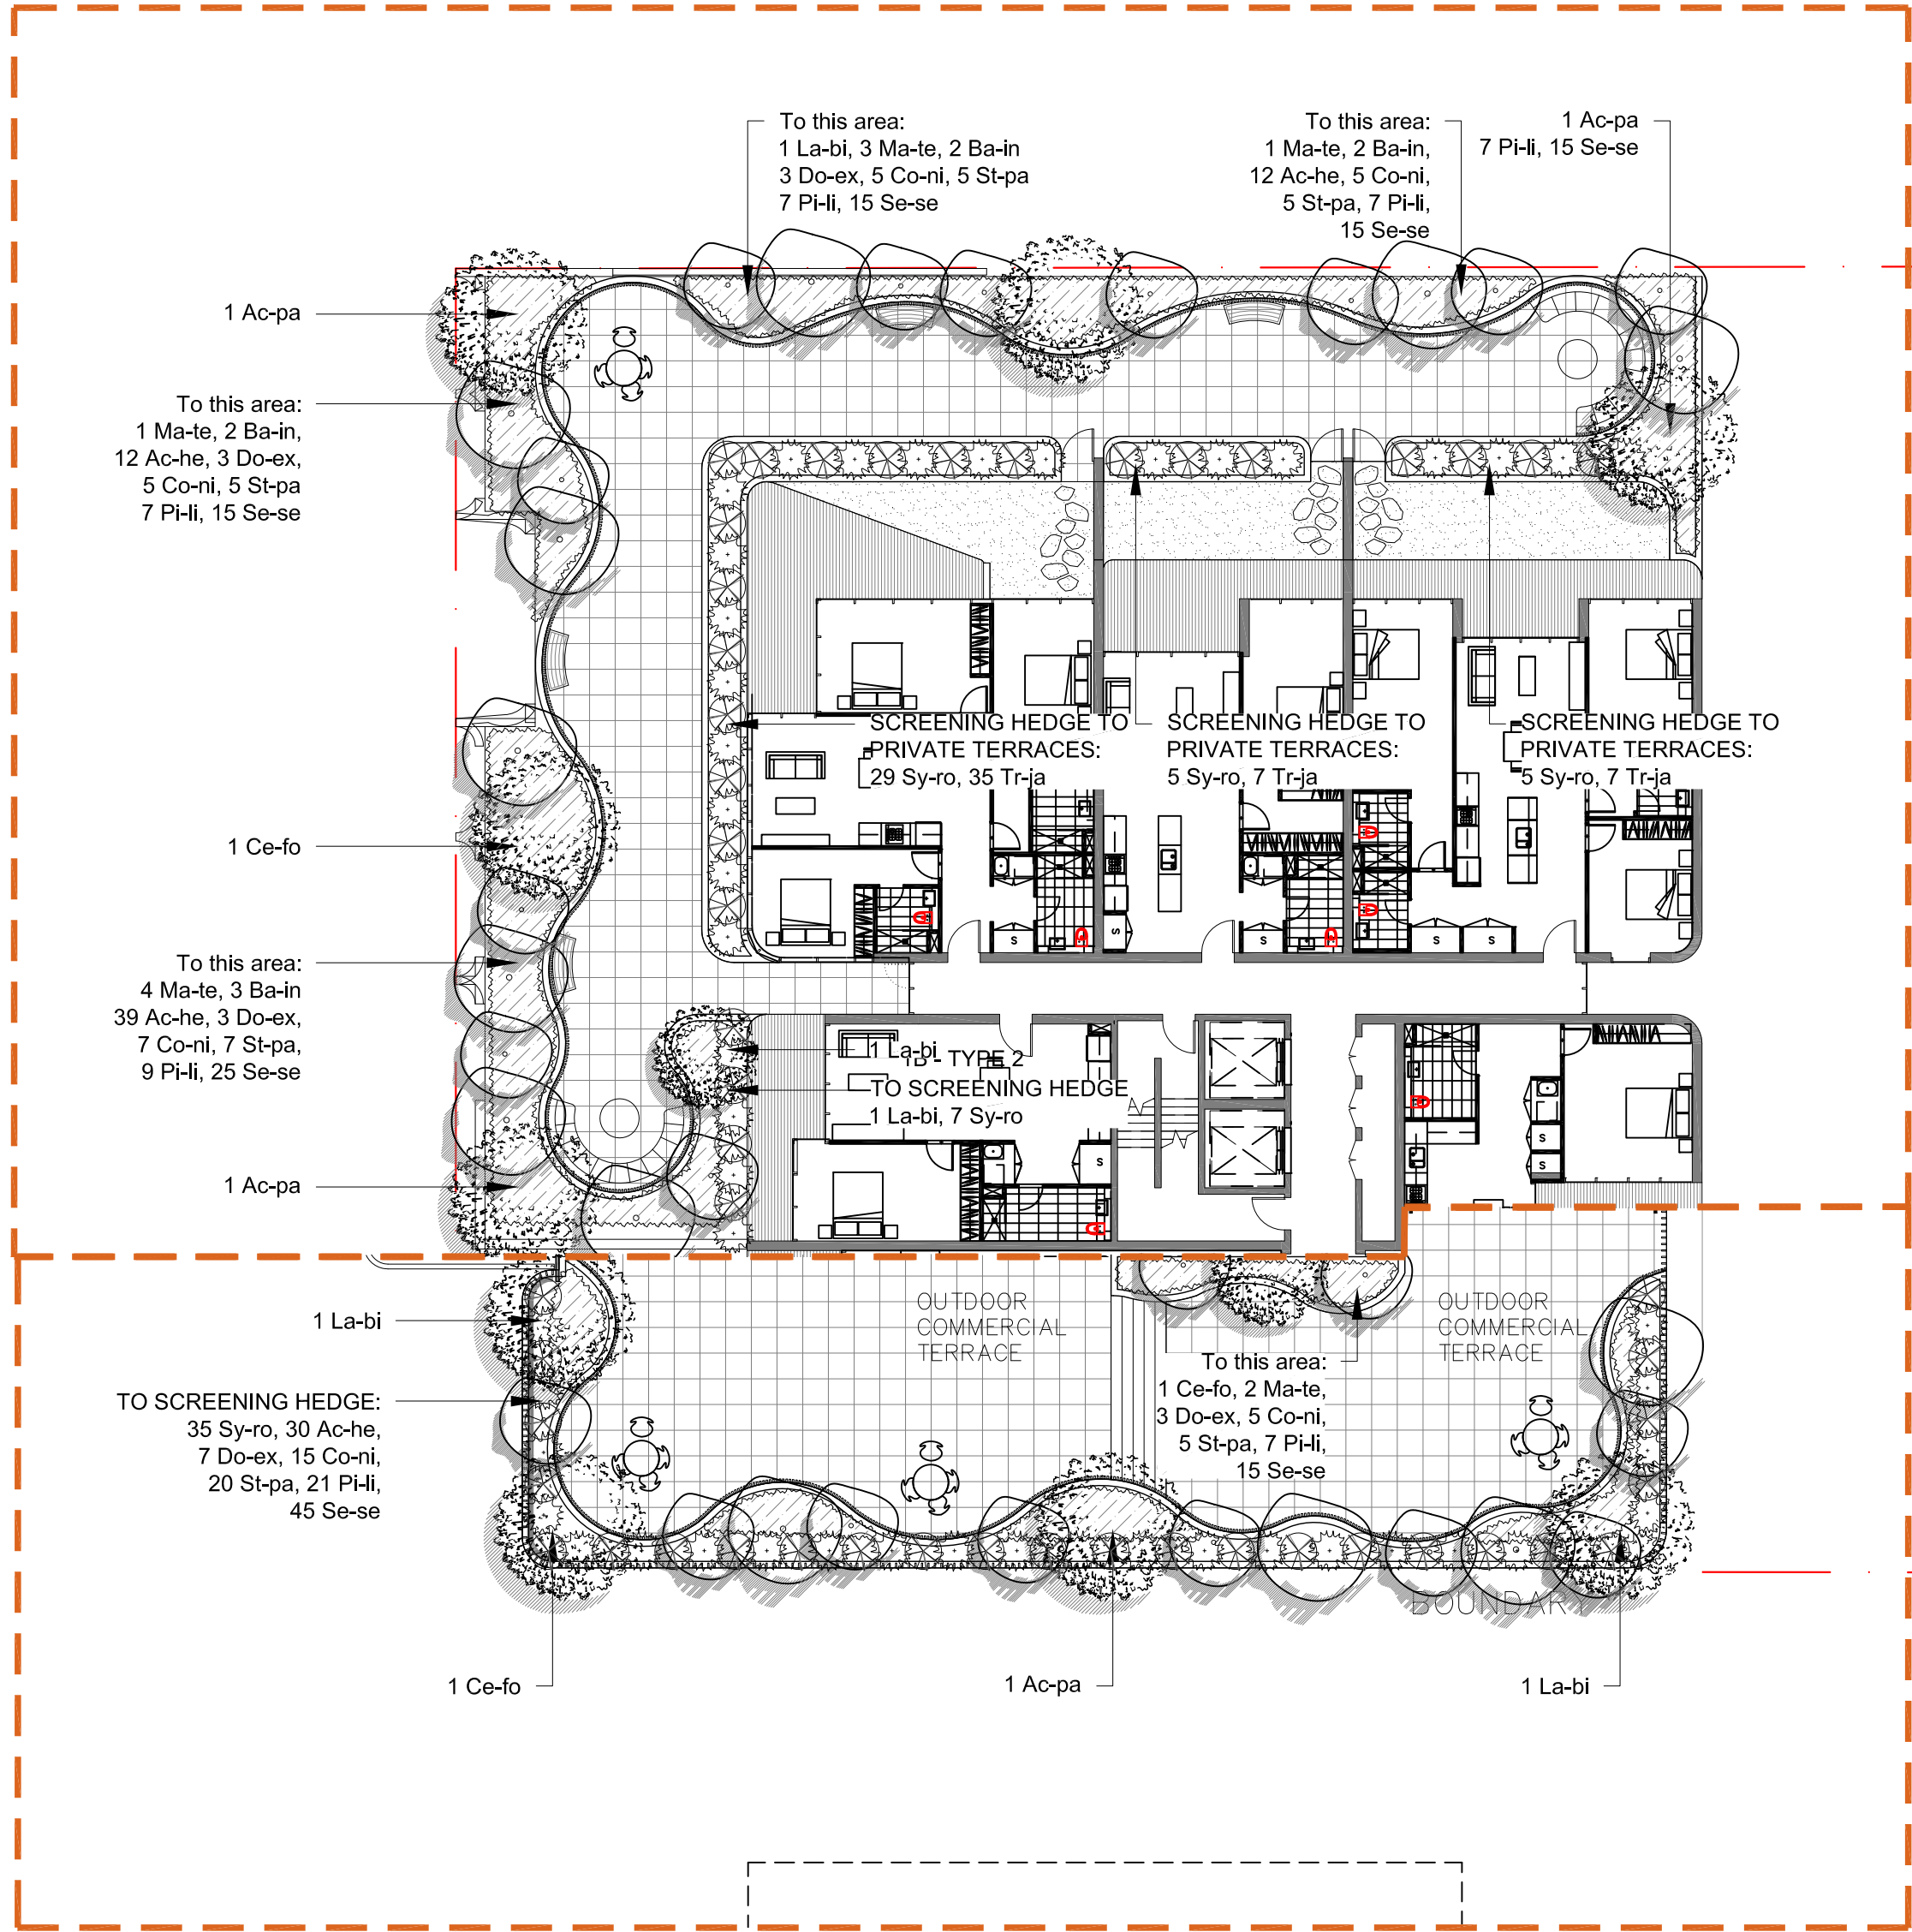 To this area:
1 La-bi, 3 Ma-te, 2 Ba-in
3 Do-ex, 5 Co-ni, 5 St-pa
7 Pi-li, 15 Se-se
To this area:
1 Ma-te, 2 Ba-in,
12 Ac-he, 5 Co-ni,
5 St-pa, 7 Pi-li,
15 Se-se
1 Ac-pa
7 Pi-li, 15 Se-se
1 Ac-pa
To this area:
1 Ma-te, 2 Ba-in,
12 Ac-he, 3 Do-ex,
5 Co-ni, 5 St-pa
7 Pi-li, 15 Se-se
SCREENING HEDGE TO
PRIVATE TERRACES:
29 Sy-ro, 35 Tr-ja
SCREENING HEDGE TO
PRIVATE TERRACES:
5 Sy-ro, 7 Tr-ja
SCREENING HEDGE TO
PRIVATE TERRACES:
5 Sy-ro, 7 Tr-ja
1 Ce-fo
S
S
S
S
S
To this area:
4 Ma-te, 3 Ba-in
39 Ac-he, 3 Do-ex,
7 Co-ni, 7 St-pa,
9 Pi-li, 25 Se-se
1 La-bi
- TYPE 2
TO SCREENING HEDGE
1 La-bi, 7 Sy-ro
S
S
S
1 Ac-pa
1 La-bi
OUTDOOR
COMMERCIAL
TERRACE
OUTDOOR
COMMERCIAL
TERRACE
To this area:
1 Ce-fo, 2 Ma-te,
3 Do-ex, 5 Co-ni,
5 St-pa, 7 Pi-li,
15 Se-se
TO SCREENING HEDGE:
35 Sy-ro, 30 Ac-he,
7 Do-ex, 15 Co-ni,
20 St-pa, 21 Pi-li,
45 Se-se
BOUNDARY
1 Ce-fo
1 Ac-pa
1 La-bi